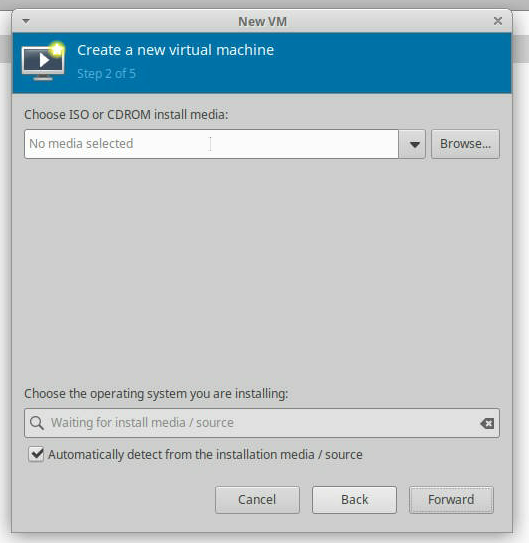 New VM
Create a new virtual machine
Step 2 of 5
Choose ISO or CDROM install media:
No media selected
Browse...
Choose the operating system you are installing:
Waiting for install media / source
Automatically detect from the installation media / source
Cancel
Back
Forward